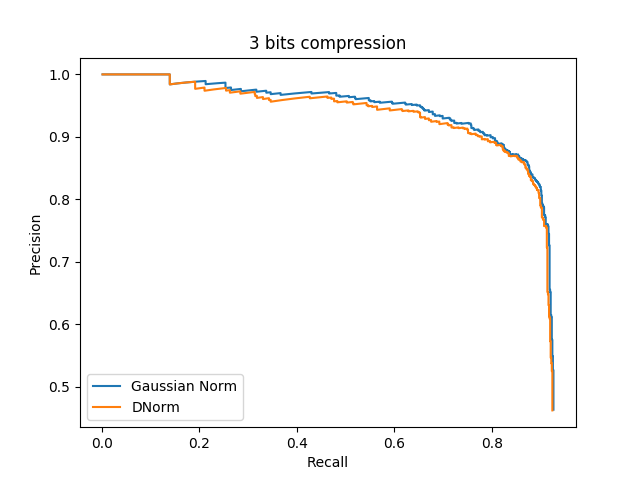 3 bits compression
1.0
0.9
0.8
0.7
0.6
0.5
Precision
Gaussian Norm
DNorm
0.0 0.2 0.4 0.6 0.8
Recall